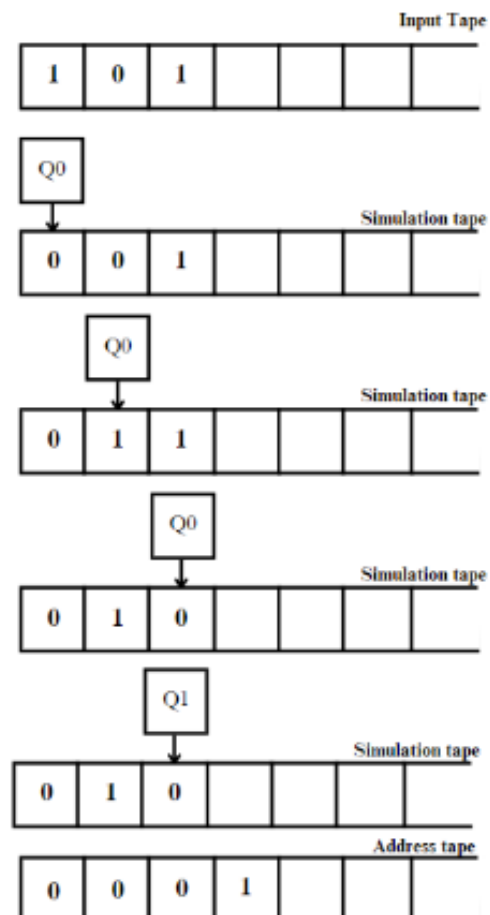 Input Tape
1 0 1
Q0
Simulation tape
0 0 1
Q0
Simulation tape
0 1 1
Q0
Simulation tape
0 1 0
Q1
Simulation tape
0 1 0
Address tape
0 0 0 1